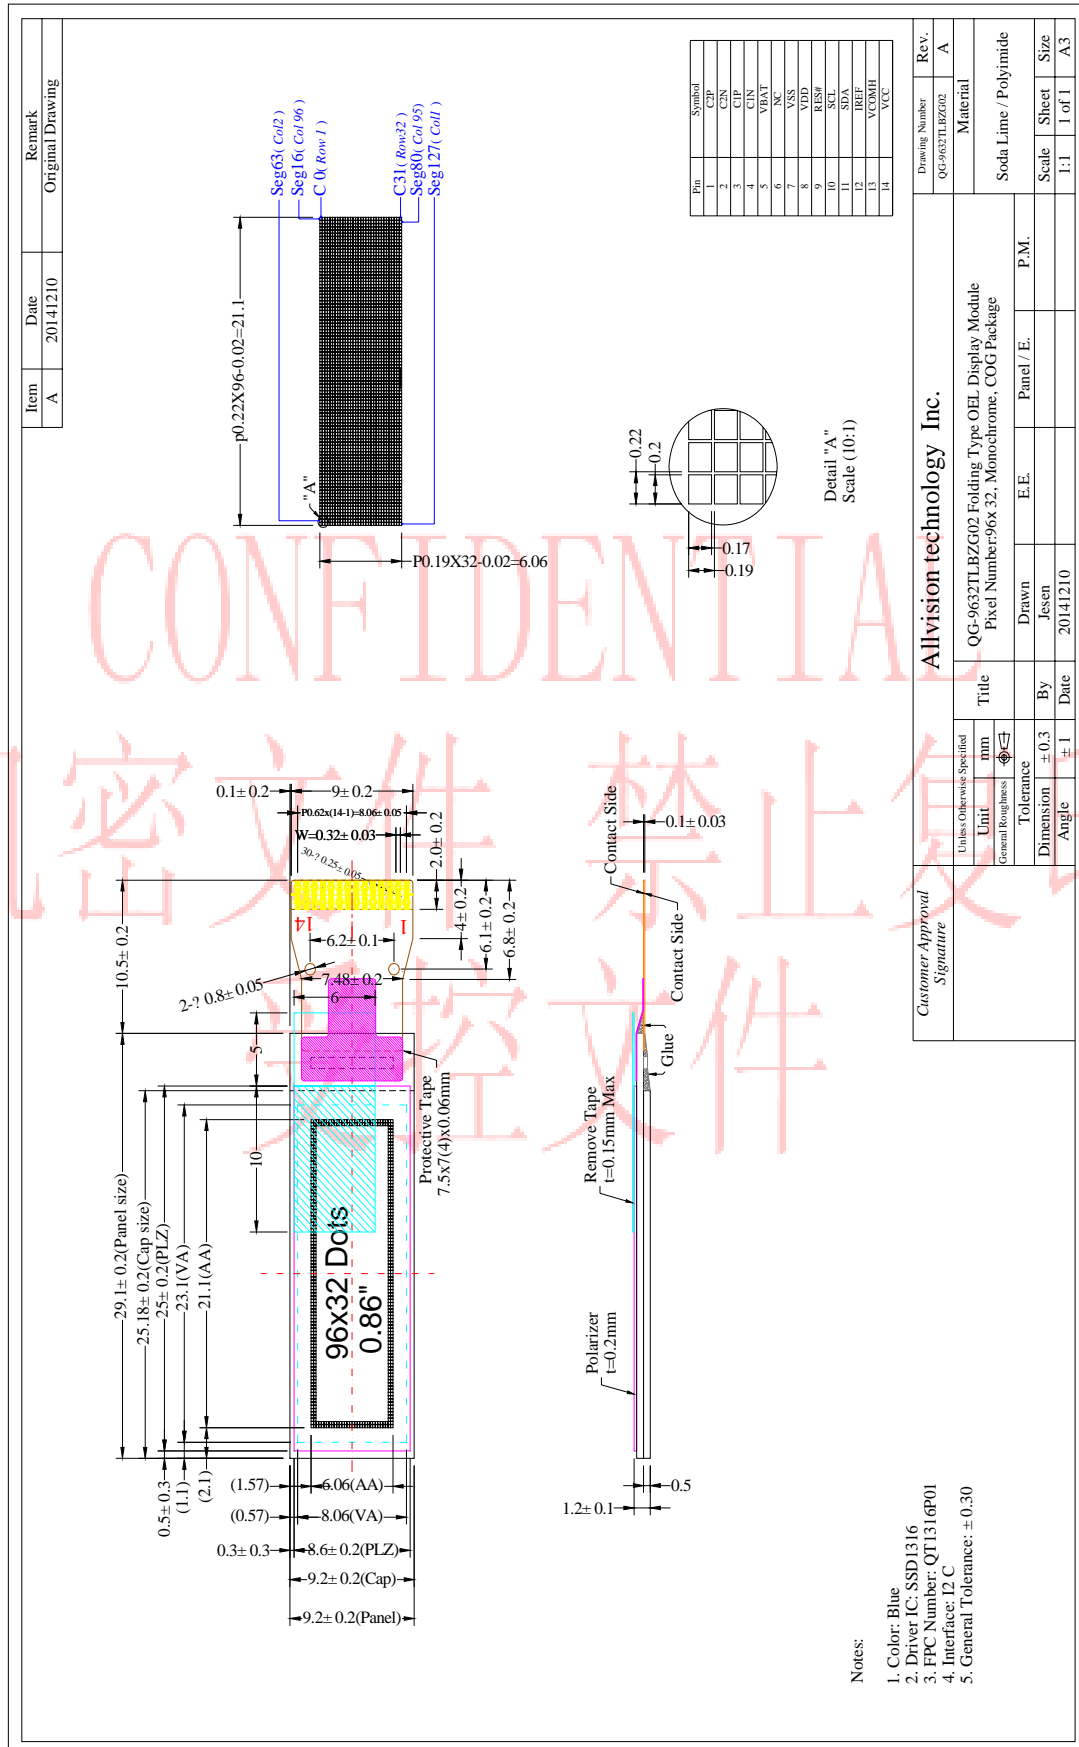 Item Date Remark
A 20141210 Original Drawing
p0.22X96-0.02=21.1
"A"
P0.19X32-0.02=6.06
Seg63( Col2 )
Seg16( Col 96 )
C 0( Row 1 )
C31( Row32 )
Seg80( Col 95)
Seg127( Col1 )
Pin Symbol
1 C2P
2 C2N
3 C1P
4 C1N
5 VBAT
6 NC
7 VSS
8 VDD
9 RES#
10 SCL
11 SDA
12 IREF
13 VCOMH
14 VCC
0.22
0.2
0.17
0.19
Detail "A"
Scale (10:1)
CONFIDENTIAL
密文件 禁止复
文件
29.1± 0.2(Panel size)
25.18± 0.2(Cap size)
25± 0.2(PLZ)
23.1(VA)
21.1(AA)
0.5± 0.3
(1.1)
(2.1)
10.5± 0.2
5
10
(1.57)
6.06(AA)
(0.57)
8.06(VA)
0.3± 0.3
8.6± 0.2(PLZ)
9.2± 0.2(Cap)
9.2± 0.2(Panel)
96x32 Dots
0.86"
0.1± 0.2
9± 0.2
P0.62x(14-1)=8.06± 0.05
W=0.32± 0.03
30-? 0.25± 0.05
2.0± 0.2
4± 0.2
6.1± 0.2
6.8± 0.2
14
1
6.2± 0.1
7.48± 0.2
6
2-? 0.8± 0.05
Protective Tape
7.5x7(4)x0.06mm
Polarizer
t=0.2mm
Remove Tape
t=0.15mm Max
Glue
Contact Side
Contact Side
0.1± 0.03
1.2± 0.1
0.5
Notes:
1. Color: Blue
2. Driver IC: SSD1316
3. FPC Number: QT1316P01
4. Interface: I2 C
5. General Tolerance: ± 0.30
Customer Approval
Signature
Unless Otherwise Specified
Unit mm
General Roughness
Tolerance
Dimension ± 0.3
Angle ± 1
Allvision technology Inc.
Title
QG-9632TLBZG02 Folding Type OEL Display Module
Pixel Number:96x 32, Monochrome, COG Package
Drawn E.E. Panel / E. P.M.
By Jesen
Date 20141210
Drawing Number Rev.
QG-9632TLBZG02 A
Material
Soda Lime / Polyimide
Scale Sheet Size
1:1 1 of 1 A3